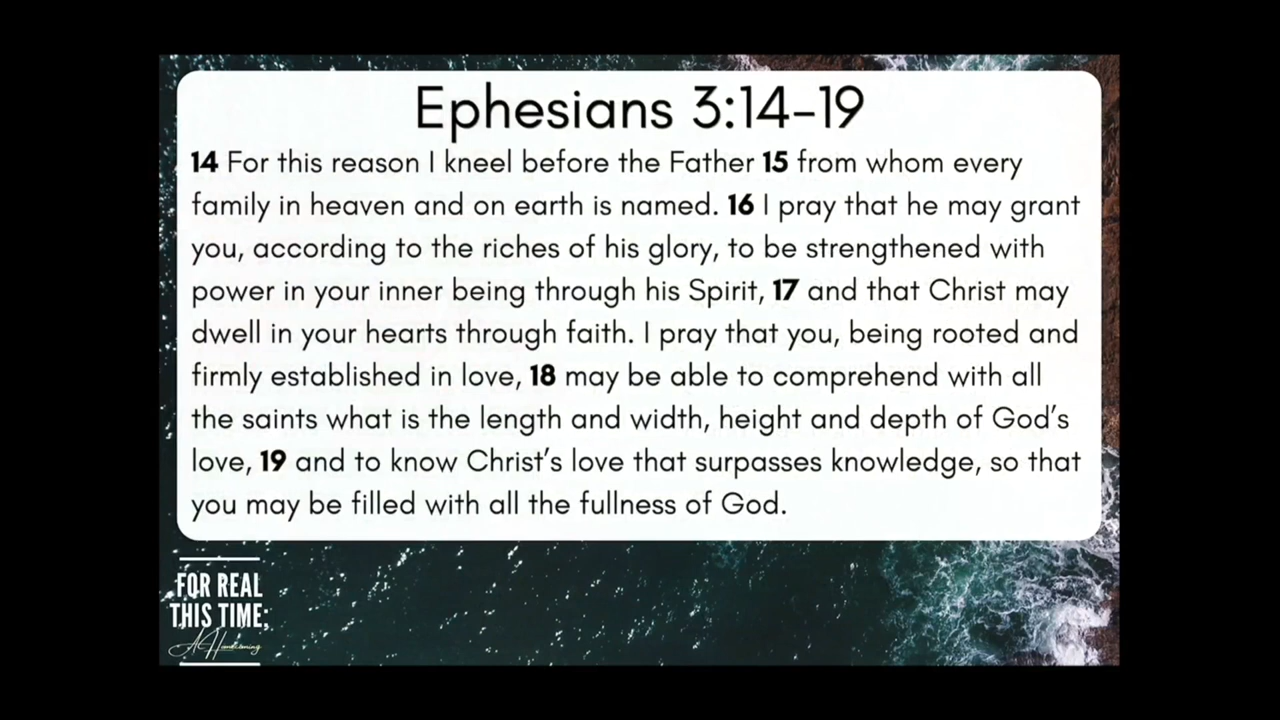 Ephesians 3:14-19
14 For this reason I kneel before the Father 15 from whom every
family in heaven and on earth is named. 16 I pray that he may grant
you, according to the riches of his glory, to be strengthened with
power in your inner being through his Spirit, 17 and that Christ may
dwell in your hearts through faith. I pray that you, being rooted and
firmly established in love, 18 may be able to comprehend with all
the saints what is the length and width, height and depth of God's
love, 19 and to know Christ's love that surpasses knowledge, so that
you may be filled with all the fullness of God.
FOR REAL
THIS TIME;
A Homecoming